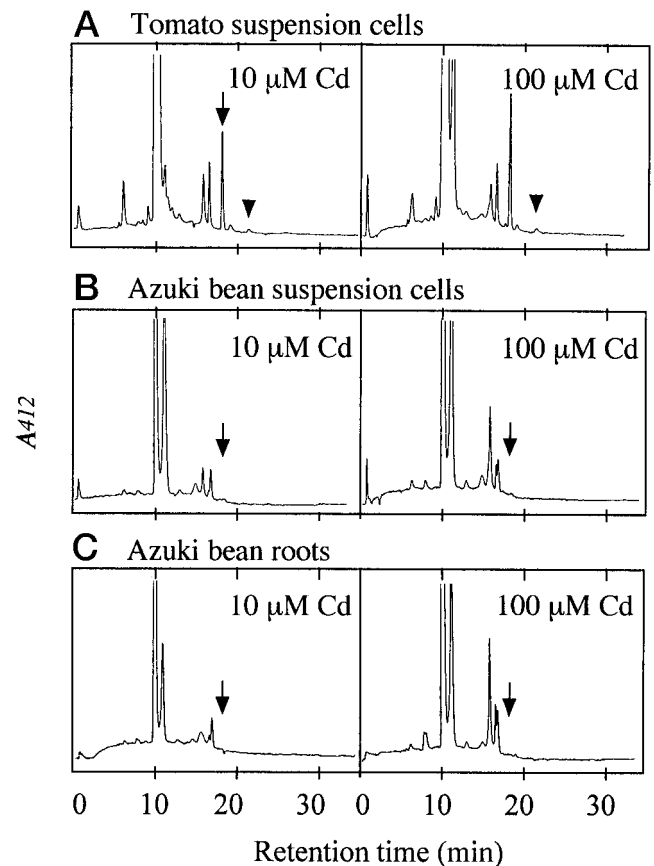 A Tomato suspension cells
10 µM Cd
100 µM Cd
B Azuki bean suspension cells
10 µM Cd
100 µM Cd
A412
C Azuki bean roots
10 µM Cd
100 µM Cd
0 10 20 30 0 10 20 30
Retention time (min)